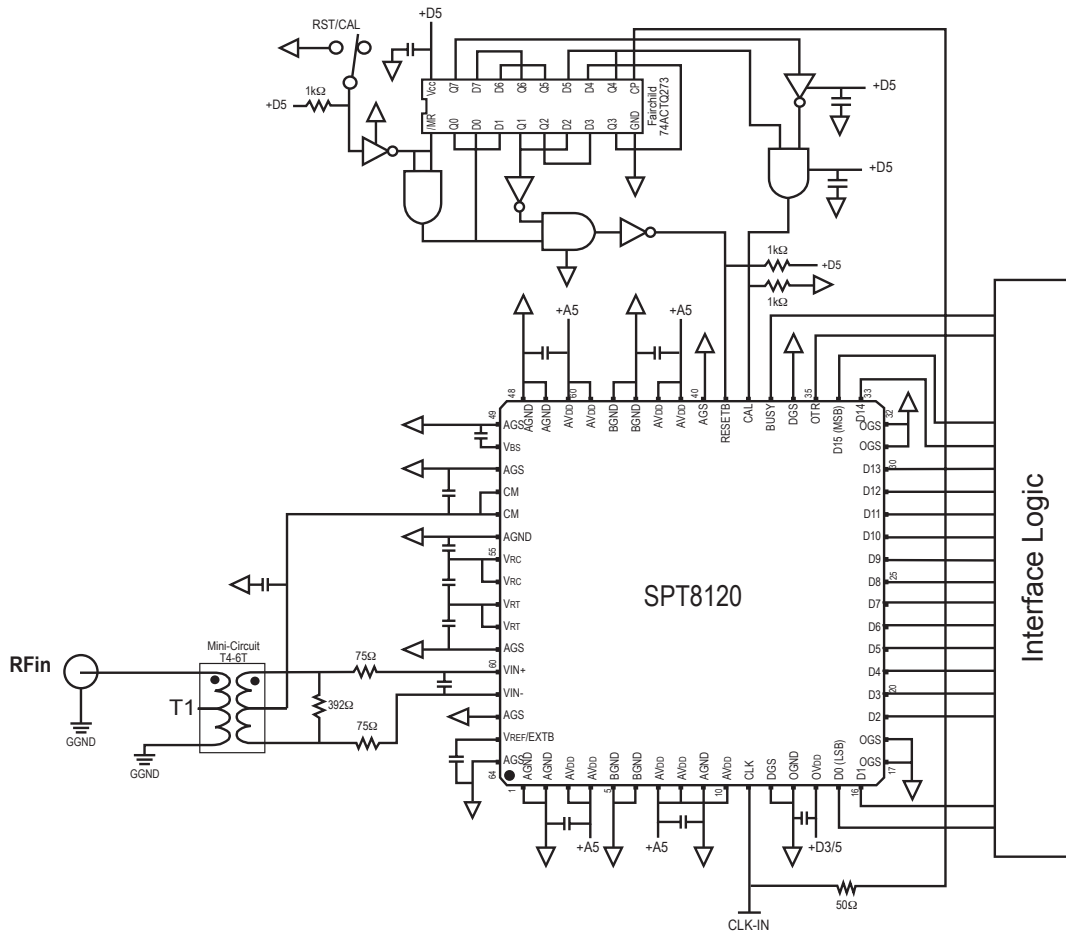 RST/CAL
+D5
1kΩ
+D5
Vcc Q7 D7 D6 Q6 Q5 D5 D4 Q4 CP
/MR Q0 D0 D1 Q1 Q2 D2 D3 Q3 GND
Fairchild
74ACTQ273
+D5
+D5
1kΩ
+D5
1kΩ
+A5
+A5
48 60 40 35 33
AGND AGND AVDD AVDD BGND BGND AVDD AVDD AGS RESETB CAL BUSY DGS OTR D15 (MSB) D14
49
AGS
VBS
AGS
CM
CM
AGND
55
VRC
VRC
VRT
VRT
AGS
60
VIN+
VIN-
AGS
VREF/EXTB
AGS
64
SPT8120
32
OGS
OGS
30
D13
D12
D11
D10
D9
25
D8
D7
D6
D5
D4
20
D3
D2
OGS
OGS
17
Interface Logic
RFin
GGND
Mini-Circuit
T4-6T
T1
GGND
75Ω
392Ω
75Ω
AGND AGND AVDD AVDD BGND BGND AVDD AVDD AGND AVDD CLK DGS OGND OVDD D0 (LSB) D1
1 5 10 16
+A5
+A5
+D3/5
50Ω
CLK-IN